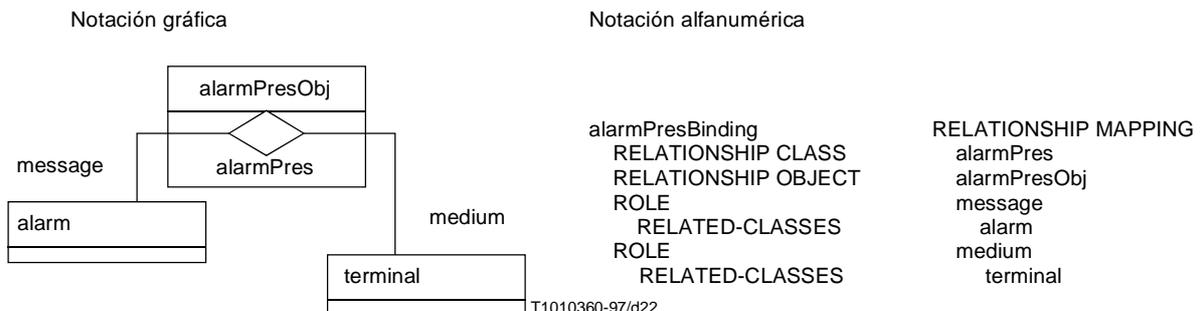 Notación gráfica
alarmPresObj
alarmPres
message
alarm
medium
terminal
T1010360-97/d22
Notación alfanumérica
alarmPresBinding RELATIONSHIP MAPPING
RELATIONSHIP CLASS alarmPres
RELATIONSHIP OBJECT alarmPresObj
ROLE message
RELATED-CLASSES alarm
ROLE medium
RELATED-CLASSES terminal